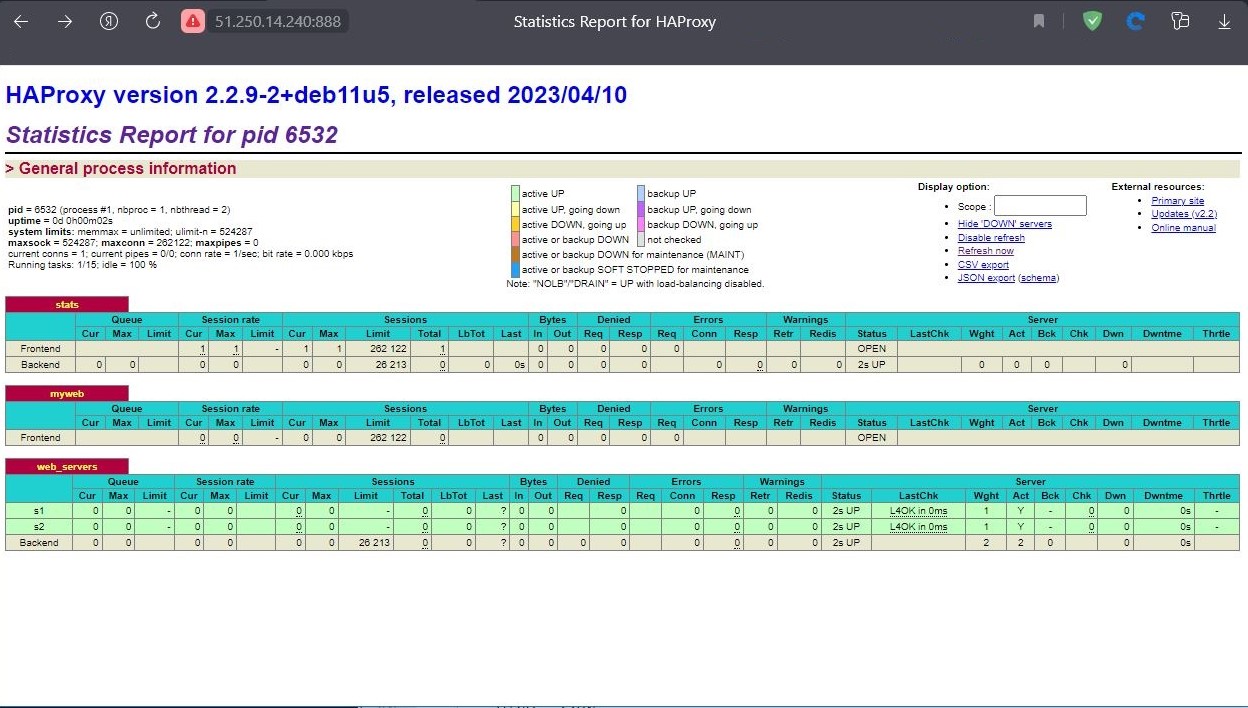 51.250.14.240:888 Statistics Report for HAProxy
HAProxy version 2.2.9-2+deb11u5, released 2023/04/10
Statistics Report for pid 6532
> General process information
pid = 6532 (process #1, nbproc = 1, nbthread = 2)
uptime = 0d 0h00m02s
system limits: memmax = unlimited; ulimit-n = 524287
maxsock = 524287; maxconn = 262122; maxpipes = 0
current conns = 1; current pipes = 0/0; conn rate = 1/sec; bit rate = 0.000 kbps
Running tasks: 1/15; idle = 100 %
active UP backup UP
active UP, going down backup UP, going down
active DOWN, going up backup DOWN, going up
active or backup DOWN not checked
active or backup DOWN for maintenance (MAINT)
active or backup SOFT STOPPED for maintenance
Note: "NOLB"/"DRAIN" = UP with load-balancing disabled.
Display option:
Scope :
Hide 'DOWN' servers
Disable refresh
Refresh now
CSV export
JSON export (schema)
External resources:
Primary site
Updates (v2.2)
Online manual
stats
Queue Session rate Sessions Bytes Denied Errors Warnings Server
Cur Max Limit Cur Max Limit Cur Max Limit Total LbTot Last In Out Req Resp Req Conn Resp Retr Redis Status LastChk Wght Act Bck Chk Dwn Dwntme Thrtle
Frontend 1 1 - 1 1 262 122 1 0 0 0 0 0 OPEN
Backend 0 0 0 0 0 0 26 213 0 0 0s 0 0 0 0 0 0 0 0 2s UP 0 0 0 0
myweb
Queue Session rate Sessions Bytes Denied Errors Warnings Server
Cur Max Limit Cur Max Limit Cur Max Limit Total LbTot Last In Out Req Resp Req Conn Resp Retr Redis Status LastChk Wght Act Bck Chk Dwn Dwntme Thrtle
Frontend 0 0 - 0 0 262 122 0 0 0 0 0 0 OPEN
web_servers
Queue Session rate Sessions Bytes Denied Errors Warnings Server
Cur Max Limit Cur Max Limit Cur Max Limit Total LbTot Last In Out Req Resp Req Conn Resp Retr Redis Status LastChk Wght Act Bck Chk Dwn Dwntme Thrtle
s1 0 0 - 0 0 0 0 - 0 0 ? 0 0 0 0 0 0 0 2s UP L4OK in 0ms 1 Y - 0 0 0s -
s2 0 0 - 0 0 0 0 - 0 0 ? 0 0 0 0 0 0 0 2s UP L4OK in 0ms 1 Y - 0 0 0s -
Backend 0 0 0 0 0 0 26 213 0 0 ? 0 0 0 0 0 0 0 0 2s UP 2 2 0 0 0s